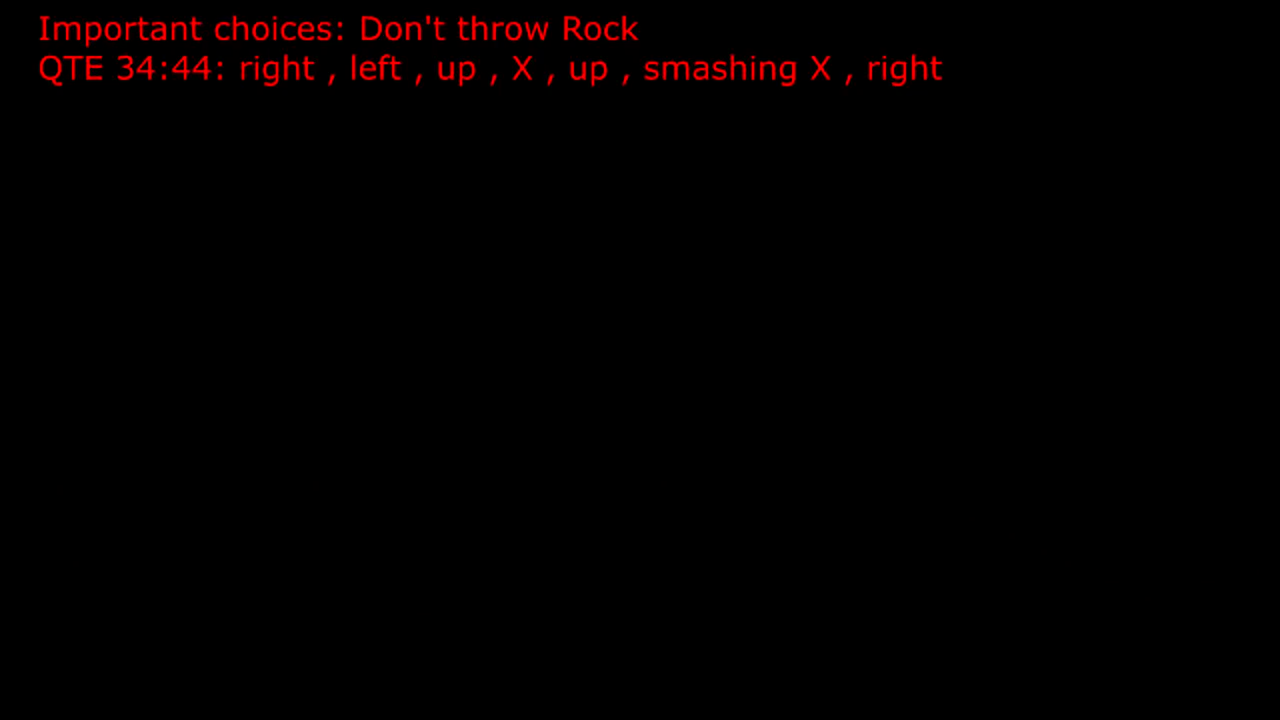 Important choices: Don't throw Rock
QTE 34:44: right , left , up , X , up , smashing X , right